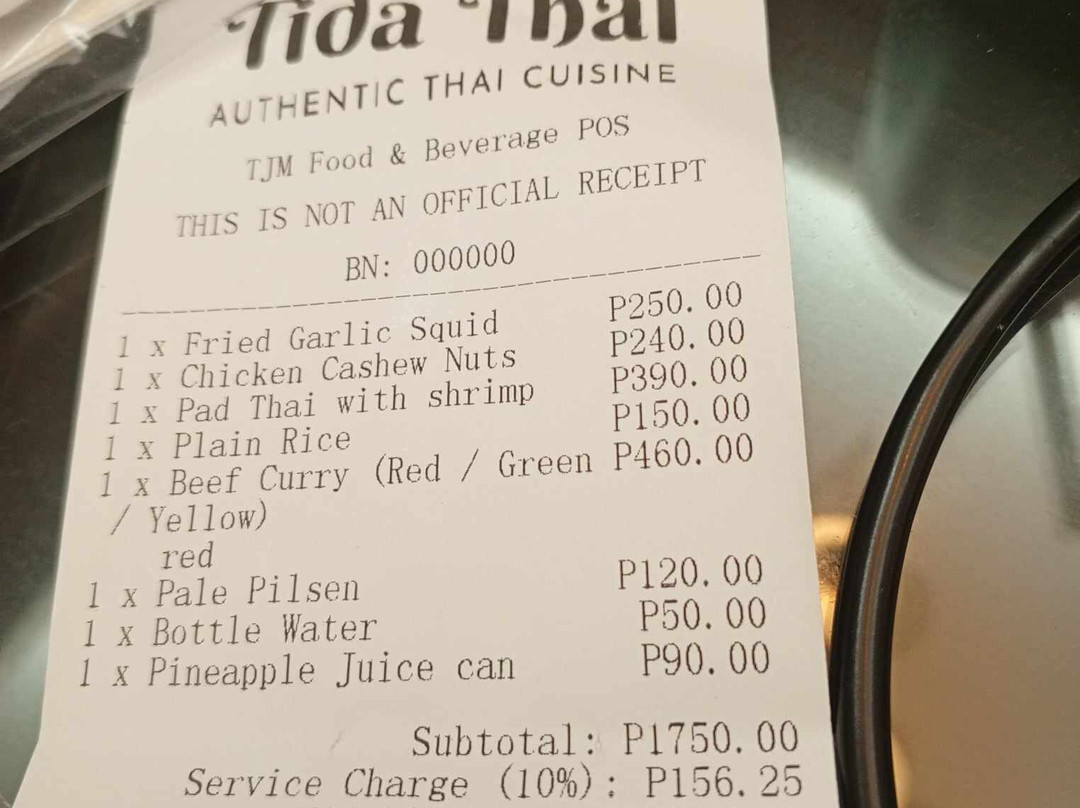 Tida Thai
AUTHENTIC THAI CUISINE
TJM Food & Beverage POS
THIS IS NOT AN OFFICIAL RECEIPT
BN: 000000
1 x Fried Garlic Squid P250.00
1 x Chicken Cashew Nuts P240.00
1 x Pad Thai with shrimp P390.00
1 x Plain Rice P150.00
1 x Beef Curry (Red / Green P460.00
/ Yellow)
red
1 x Pale Pilsen P120.00
1 x Bottle Water P50.00
1 x Pineapple Juice can P90.00
Subtotal: P1750.00
Service Charge (10%): P156.25